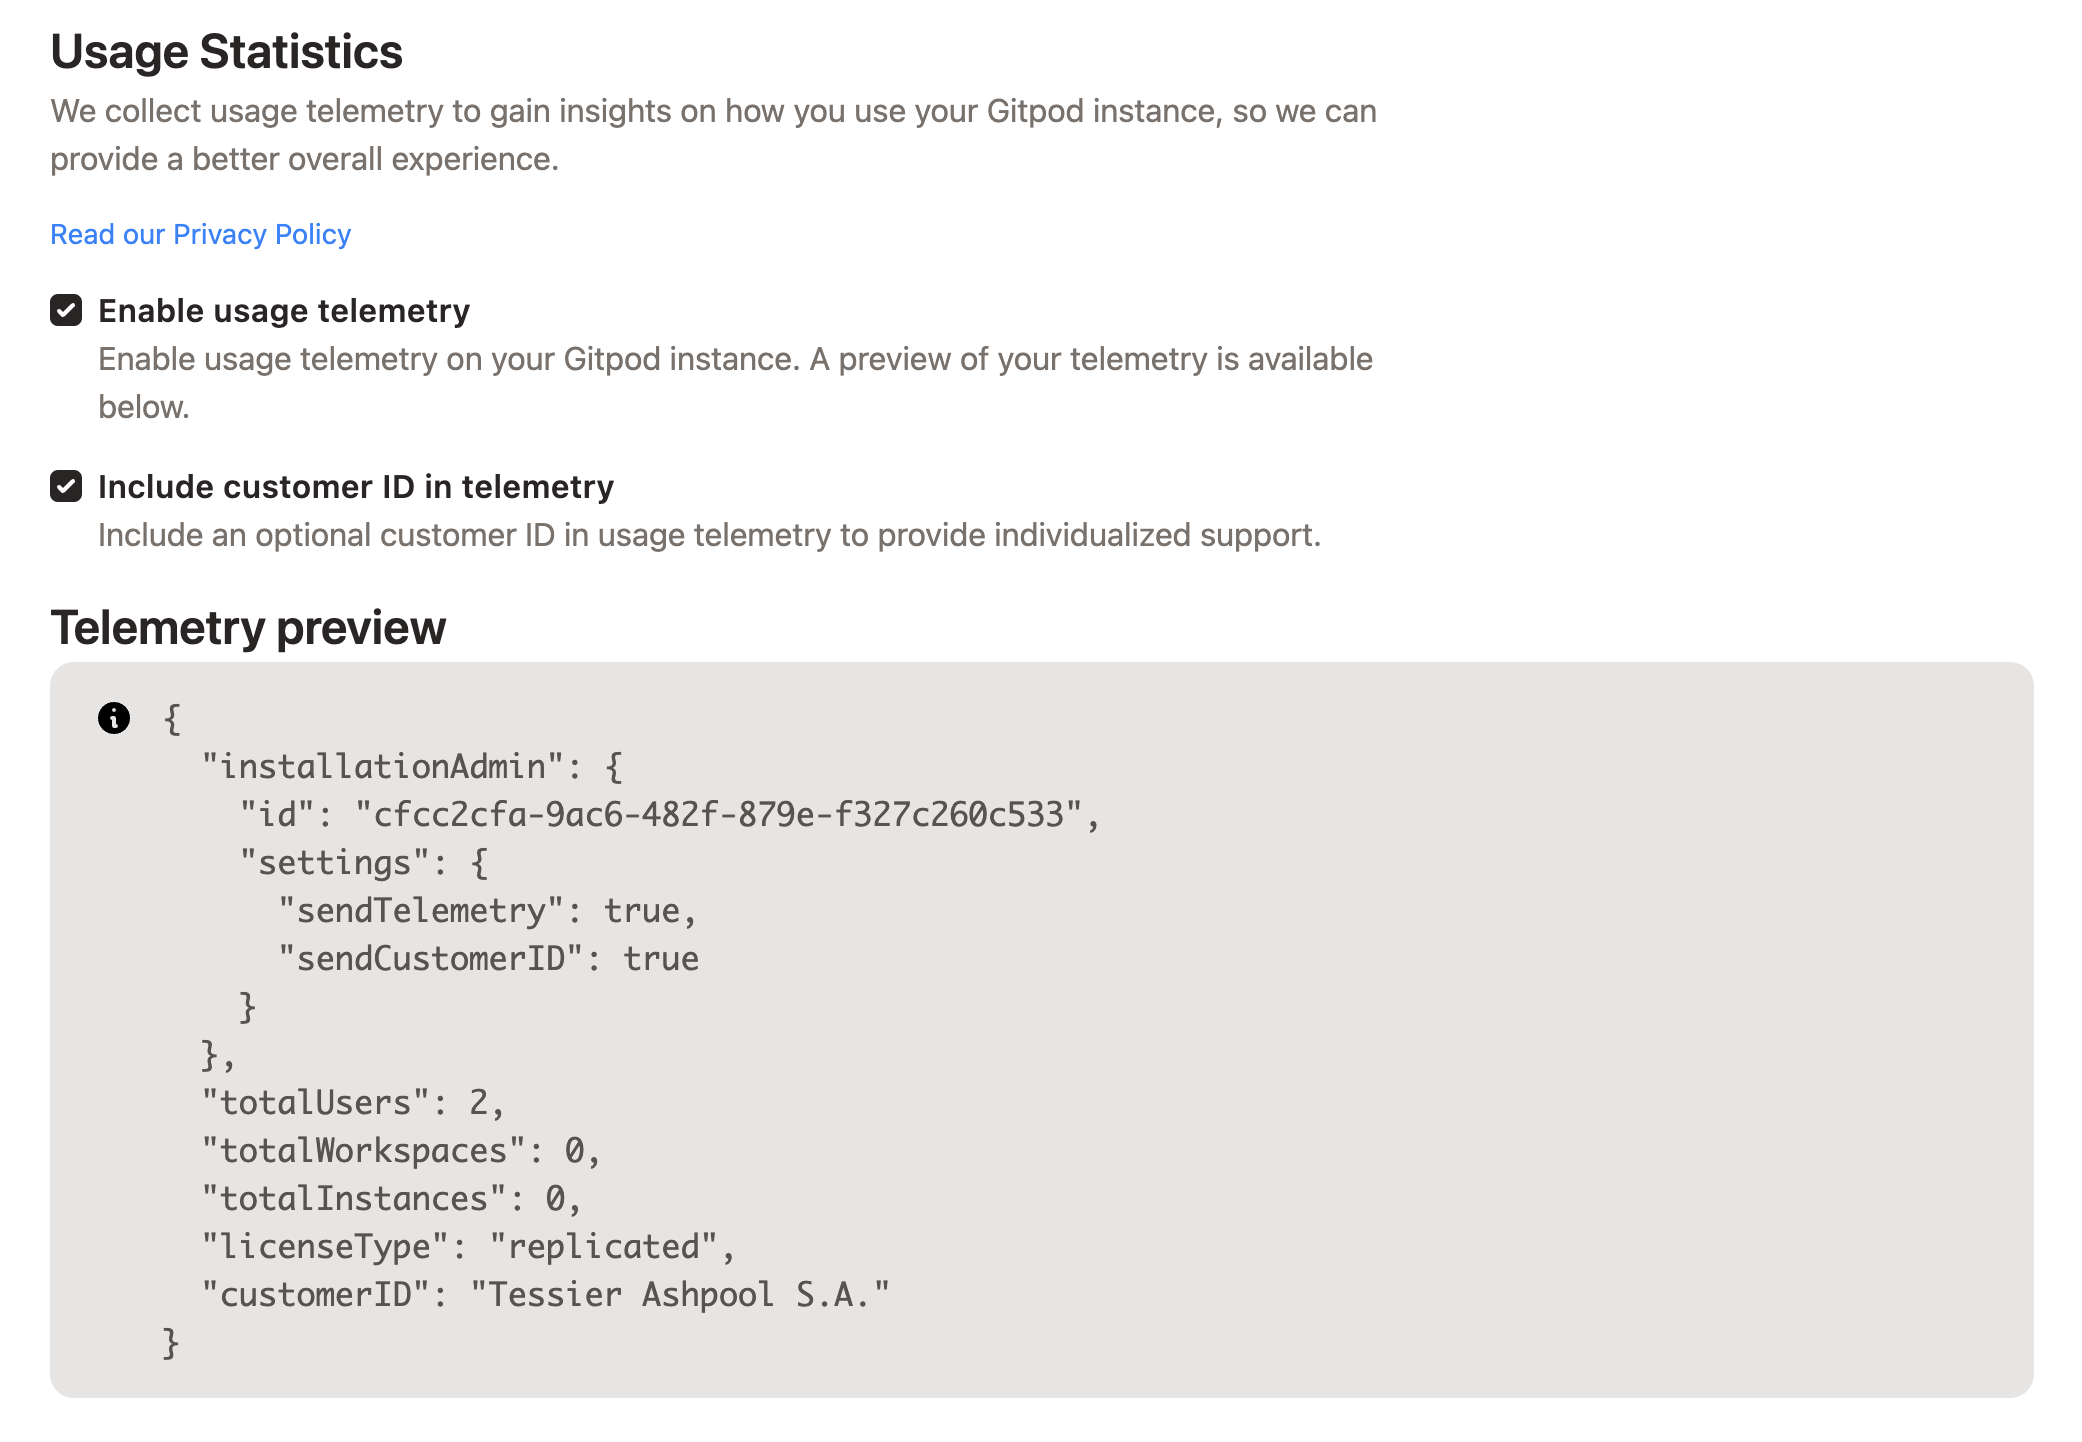 Usage Statistics
We collect usage telemetry to gain insights on how you use your Gitpod instance, so we can
provide a better overall experience.
Read our Privacy Policy
Enable usage telemetry
Enable usage telemetry on your Gitpod instance. A preview of your telemetry is available
below.
Include customer ID in telemetry
Include an optional customer ID in usage telemetry to provide individualized support.
Telemetry preview
{
  "installationAdmin": {
    "id": "cfcc2cfa-9ac6-482f-879e-f327c260c533",
    "settings": {
      "sendTelemetry": true,
      "sendCustomerID": true
    }
  },
  "totalUsers": 2,
  "totalWorkspaces": 0,
  "totalInstances": 0,
  "licenseType": "replicated",
  "customerID": "Tessier Ashpool S.A."
}